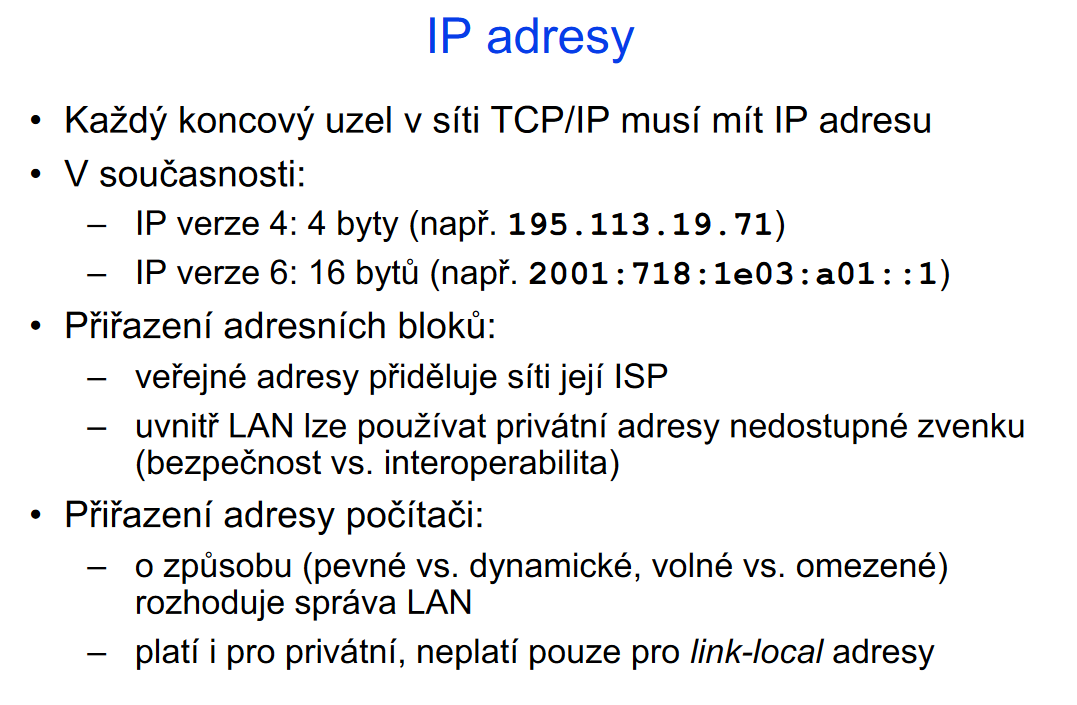 IP adresy
• Každý koncový uzel v síti TCP/IP musí mít IP adresu
• V současnosti:
– IP verze 4: 4 byty (např. 195.113.19.71)
– IP verze 6: 16 bytů (např. 2001:718:1e03:a01::1)
• Přiřazení adresních bloků:
– veřejné adresy přiděluje síti její ISP
– uvnitř LAN lze používat privátní adresy nedostupné zvenku
(bezpečnost vs. interoperabilita)
• Přiřazení adresy počítači:
– o způsobu (pevné vs. dynamické, volné vs. omezené)
rozhoduje správa LAN
– platí i pro privátní, neplatí pouze pro link-local adresy